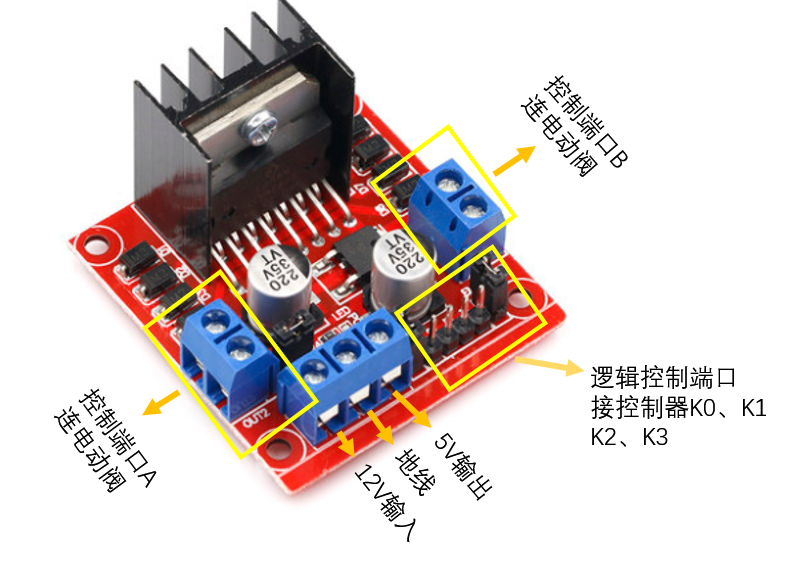 控制端口B
连电动阀
220
35V
VT
220
35V
VT
LED
OUT2
逻辑控制端口
接控制器K0、K1
K2、K3
控制端口A
连电动阀
5V输出
地线
12V输入